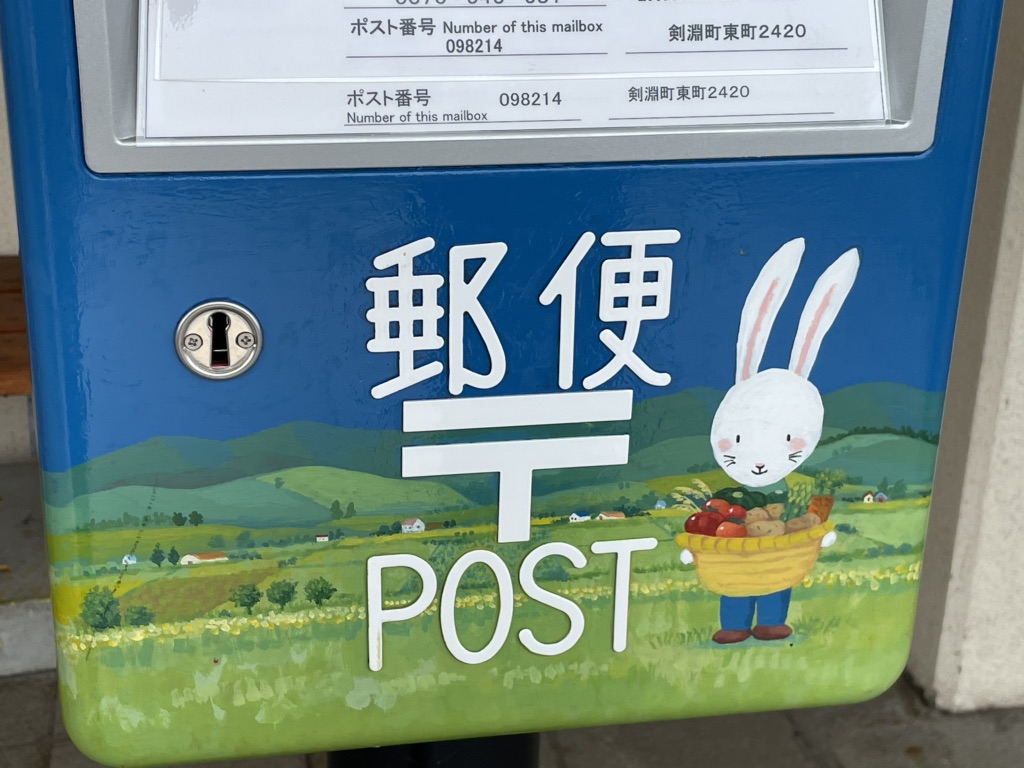 ポスト番号 Number of this mailbox 剣淵町東町2420
098214
ポスト番号 098214 剣淵町東町2420
Number of this mailbox
郵便
〒
POST